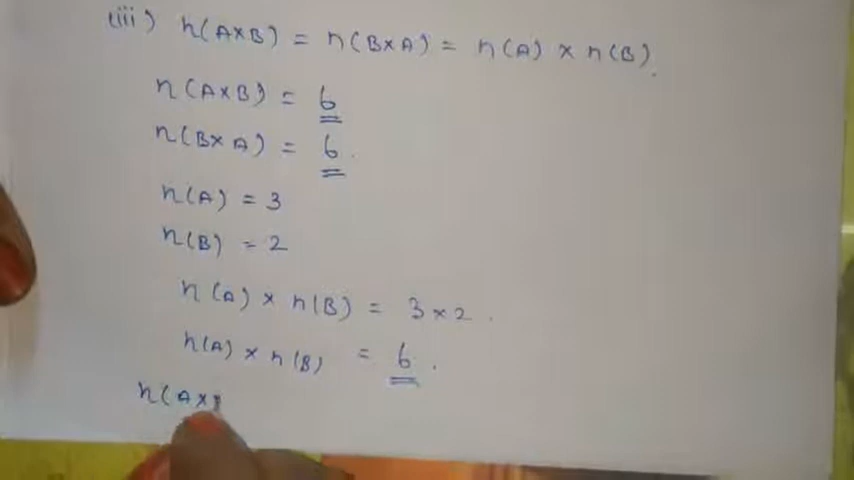 (iii) n(A×B) = n(B×A) = n(A) × n(B).
n(A×B) = 6
n(B×A) = 6.
n(A) = 3
n(B) = 2
n(A) × n(B) = 3×2.
n(A) × n(B) = 6.
n(A×